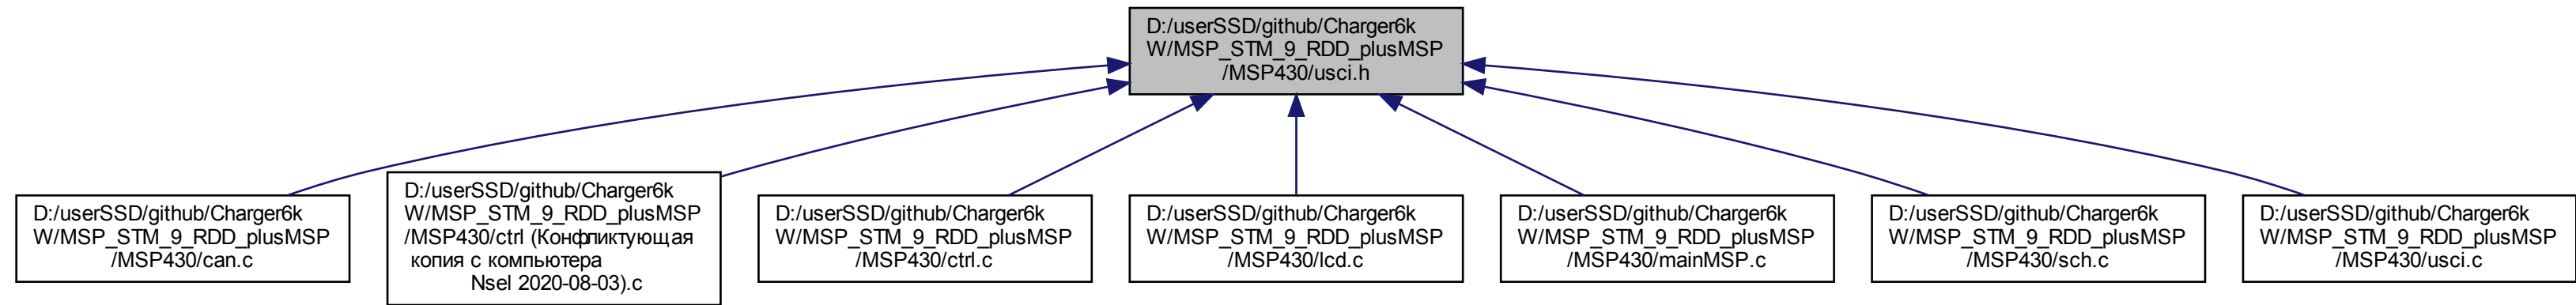 D:/userSSD/github/Charger6k
W/MSP_STM_9_RDD_plusMSP
/MSP430/usci.h
D:/userSSD/github/Charger6k
W/MSP_STM_9_RDD_plusMSP
/MSP430/can.c
D:/userSSD/github/Charger6k
W/MSP_STM_9_RDD_plusMSP
/MSP430/ctrl (Конфликтующая
копия с компьютера
Nsel 2020-08-03).c
D:/userSSD/github/Charger6k
W/MSP_STM_9_RDD_plusMSP
/MSP430/ctrl.c
D:/userSSD/github/Charger6k
W/MSP_STM_9_RDD_plusMSP
/MSP430/lcd.c
D:/userSSD/github/Charger6k
W/MSP_STM_9_RDD_plusMSP
/MSP430/mainMSP.c
D:/userSSD/github/Charger6k
W/MSP_STM_9_RDD_plusMSP
/MSP430/sch.c
D:/userSSD/github/Charger6k
W/MSP_STM_9_RDD_plusMSP
/MSP430/usci.c